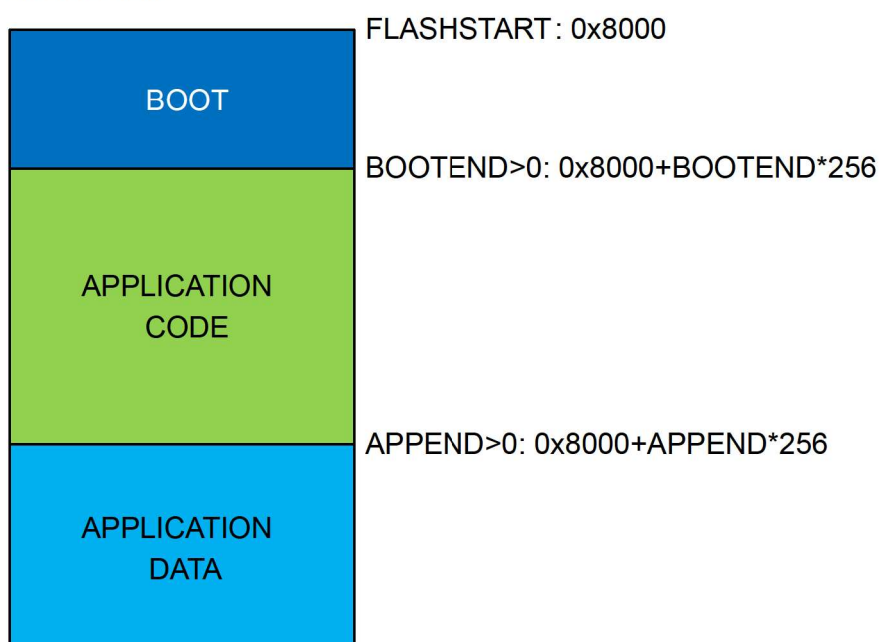 FLASHSTART: 0x8000
BOOT
BOOTEND>0: 0x8000+BOOTEND*256
APPLICATION
CODE
APPEND>0: 0x8000+APPEND*256
APPLICATION
DATA